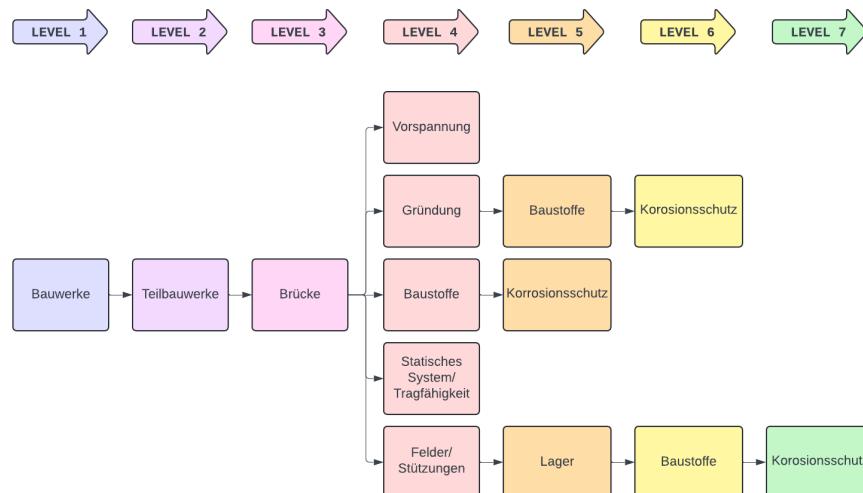 LEVEL 1
LEVEL 2
LEVEL 3
LEVEL 4
LEVEL 5
LEVEL 6
LEVEL 7
Vorspannung
Gründung
Baustoffe
Korosionsschutz
Bauwerke
Teilbauwerke
Brücke
Baustoffe
Korrosionsschutz
Statisches
System/
Tragfähigkeit
Felder/
Stützungen
Lager
Baustoffe
Korosionsschut